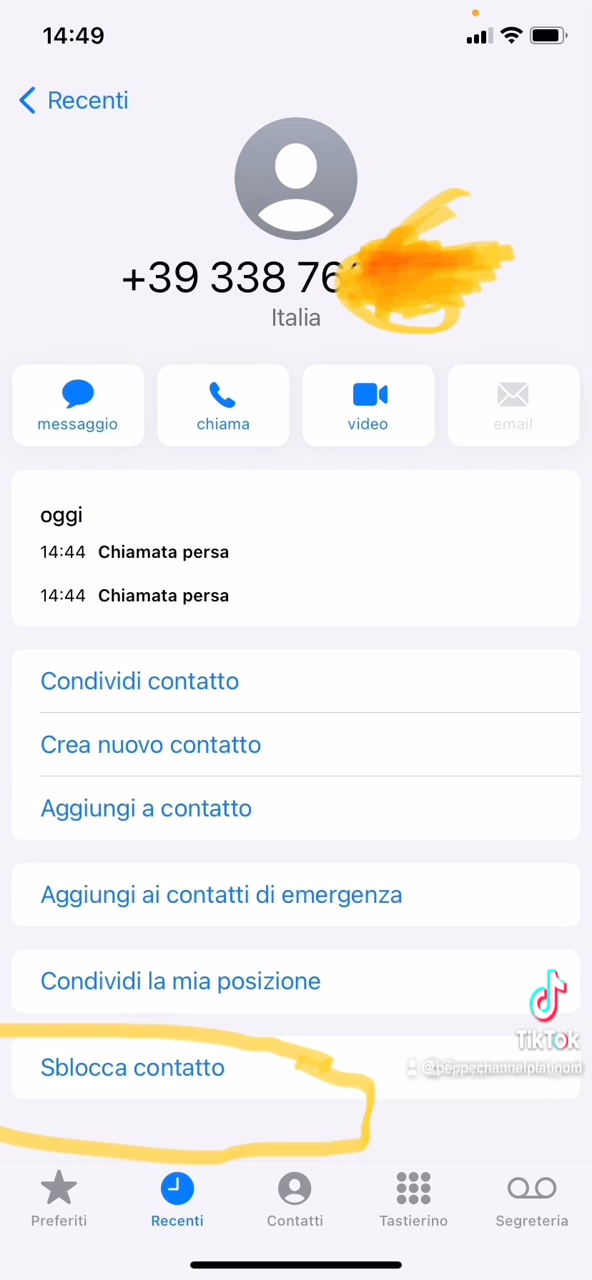 14:49
Recenti
+39 338 76
Italia
messaggio
chiama
video
email
oggi
14:44 Chiamata persa
14:44 Chiamata persa
Condividi contatto
Crea nuovo contatto
Aggiungi a contatto
Aggiungi ai contatti di emergenza
Condividi la mia posizione
TikTok
Sblocca contatto
@peppechannelplatigold
Preferiti
Recenti
Contatti
Tastierino
Segreteria